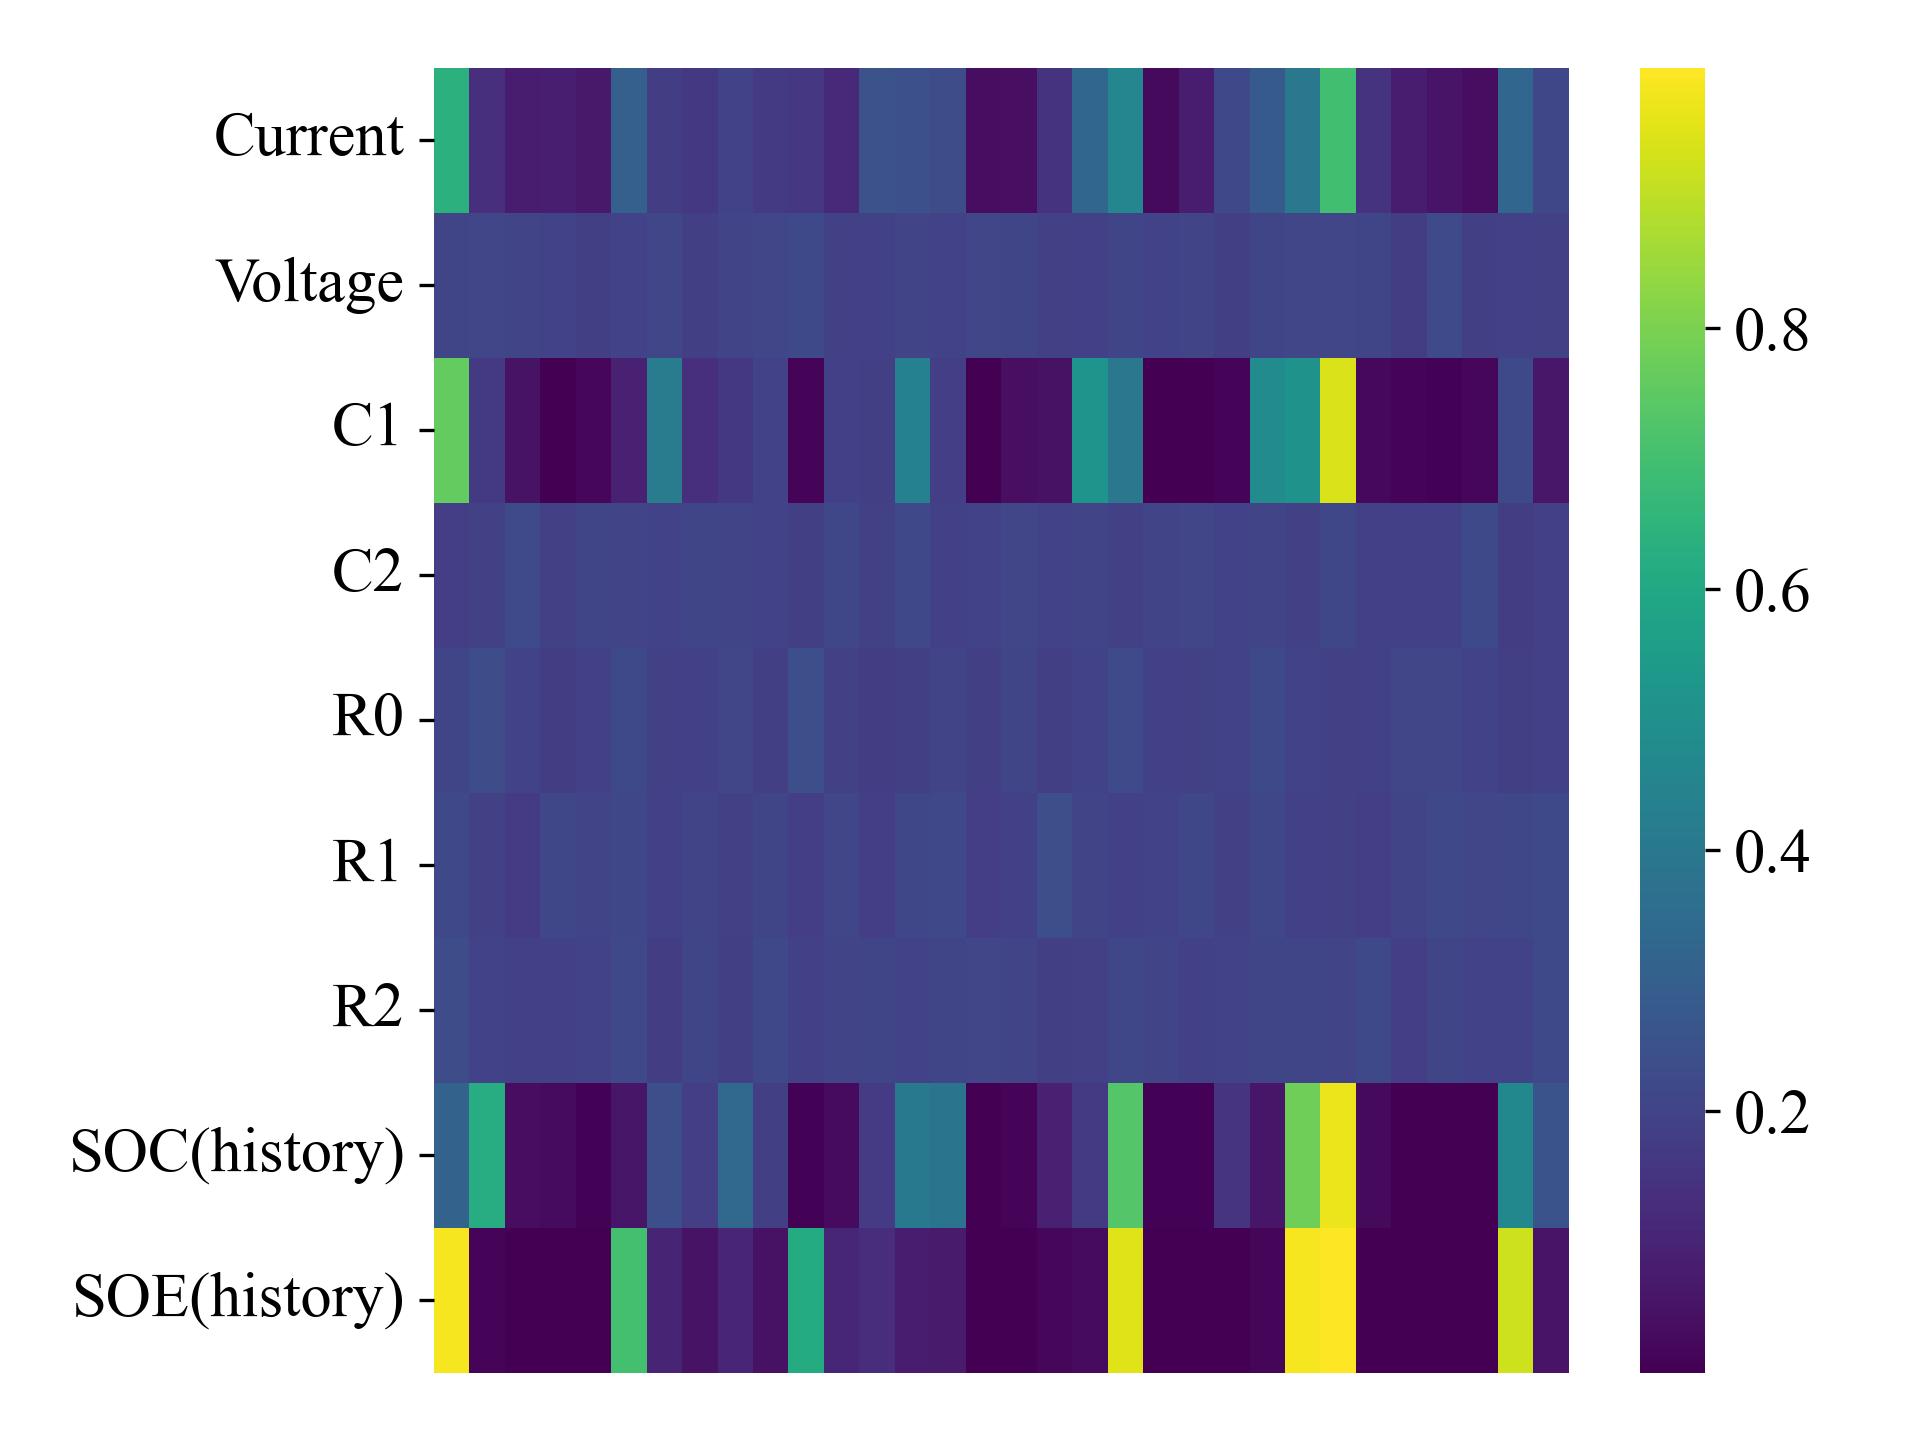 Current
Voltage
C1
C2
R0
R1
R2
SOC(history)
SOE(history)
0.8
0.6
0.4
0.2